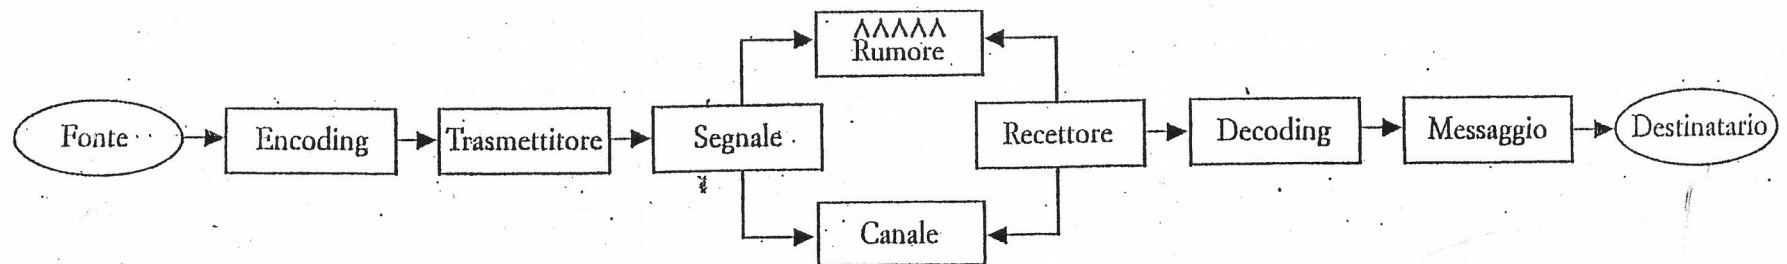 Fonte
Encoding
Trasmettitore
Segnale
Rumore
Canale
Recettore
Decoding
Messaggio
Destinatario